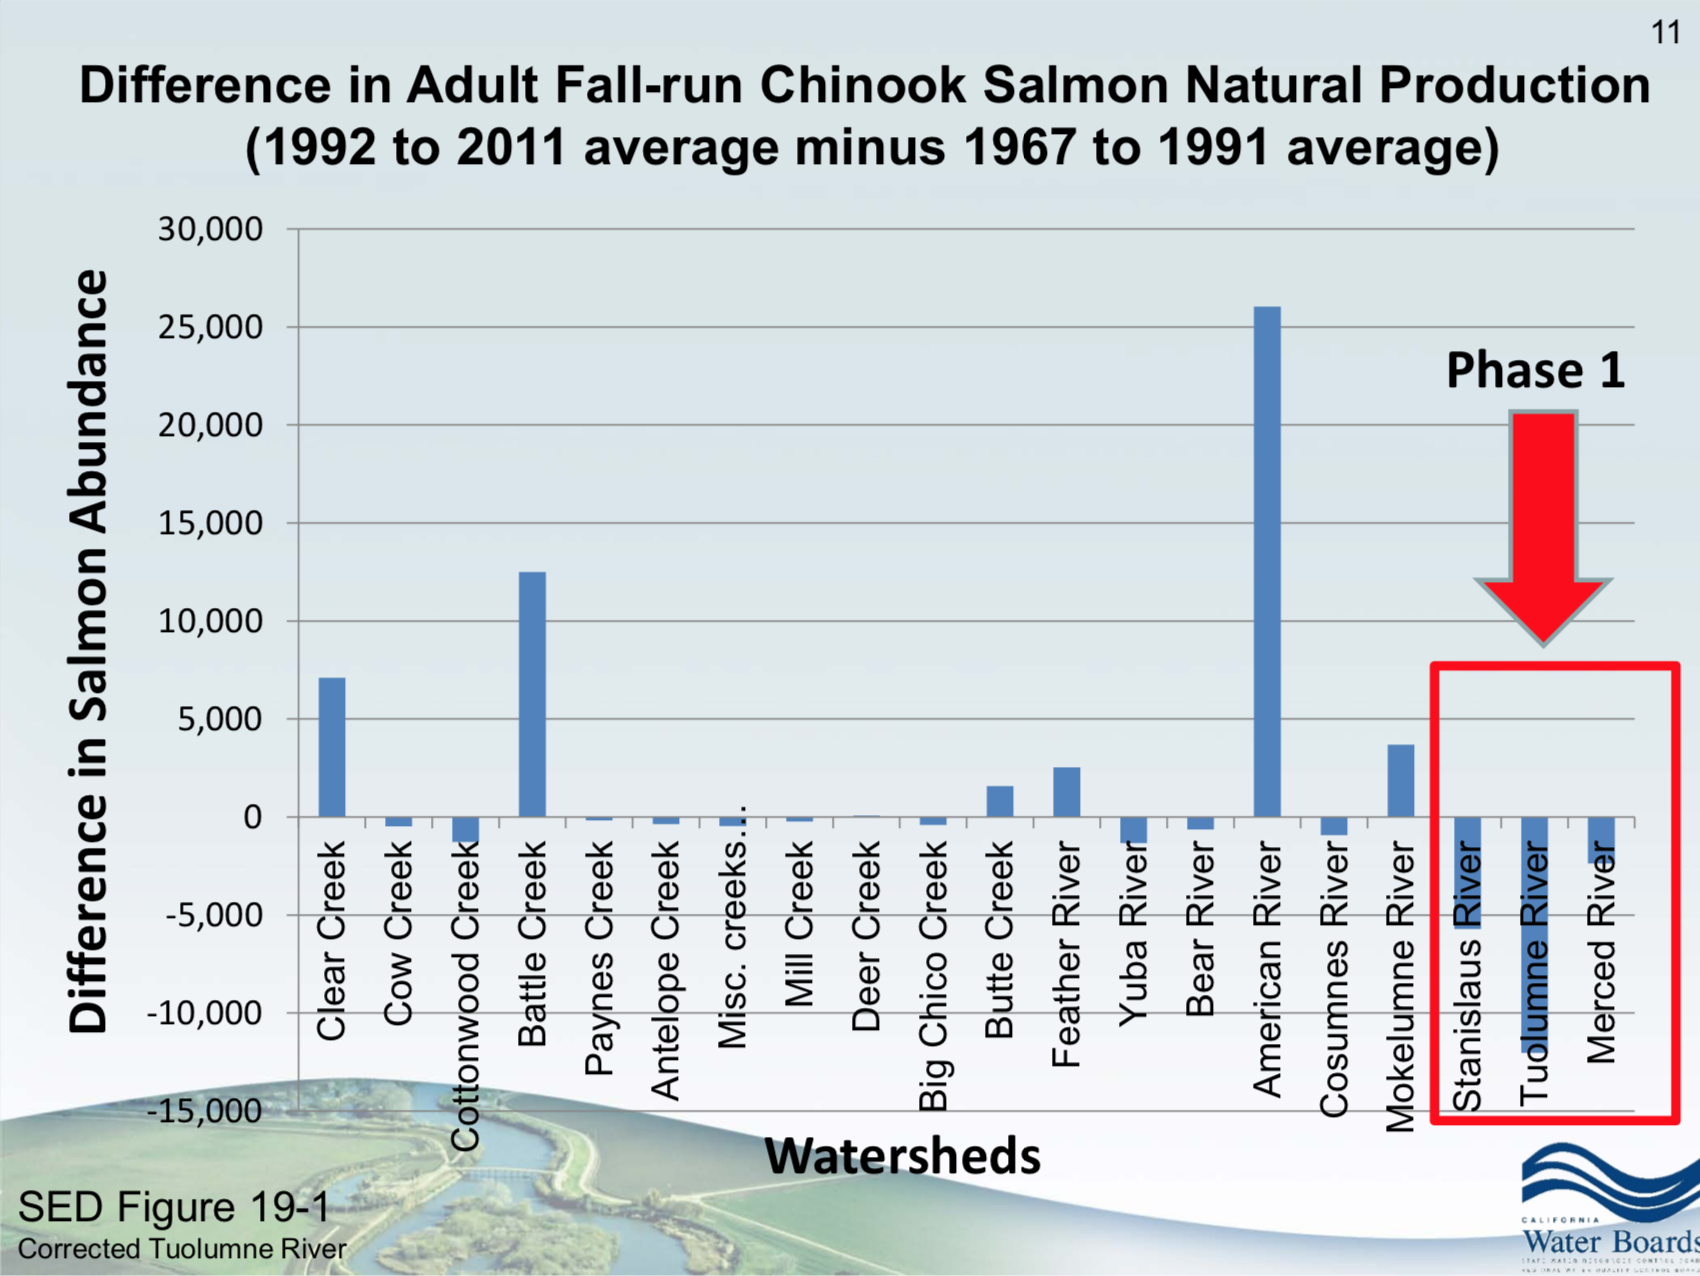 11
Difference in Adult Fall-run Chinook Salmon Natural Production
(1992 to 2011 average minus 1967 to 1991 average)
Difference in Salmon Abundance
30,000
25,000
20,000
15,000
10,000
5,000
0
-5,000
-10,000
-15,000
Phase 1
Clear Creek
Cow Creek
Cottonwood Creek
Battle Creek
Paynes Creek
Antelope Creek
Misc. creeks…
Mill Creek
Deer Creek
Big Chico Creek
Butte Creek
Feather River
Yuba River
Bear River
American River
Cosumnes River
Mokelumne River
Stanislaus River
Tuolumne River
Merced River
Watersheds
SED Figure 19-1
Corrected Tuolumne River
CALIFORNIA
Water Boards